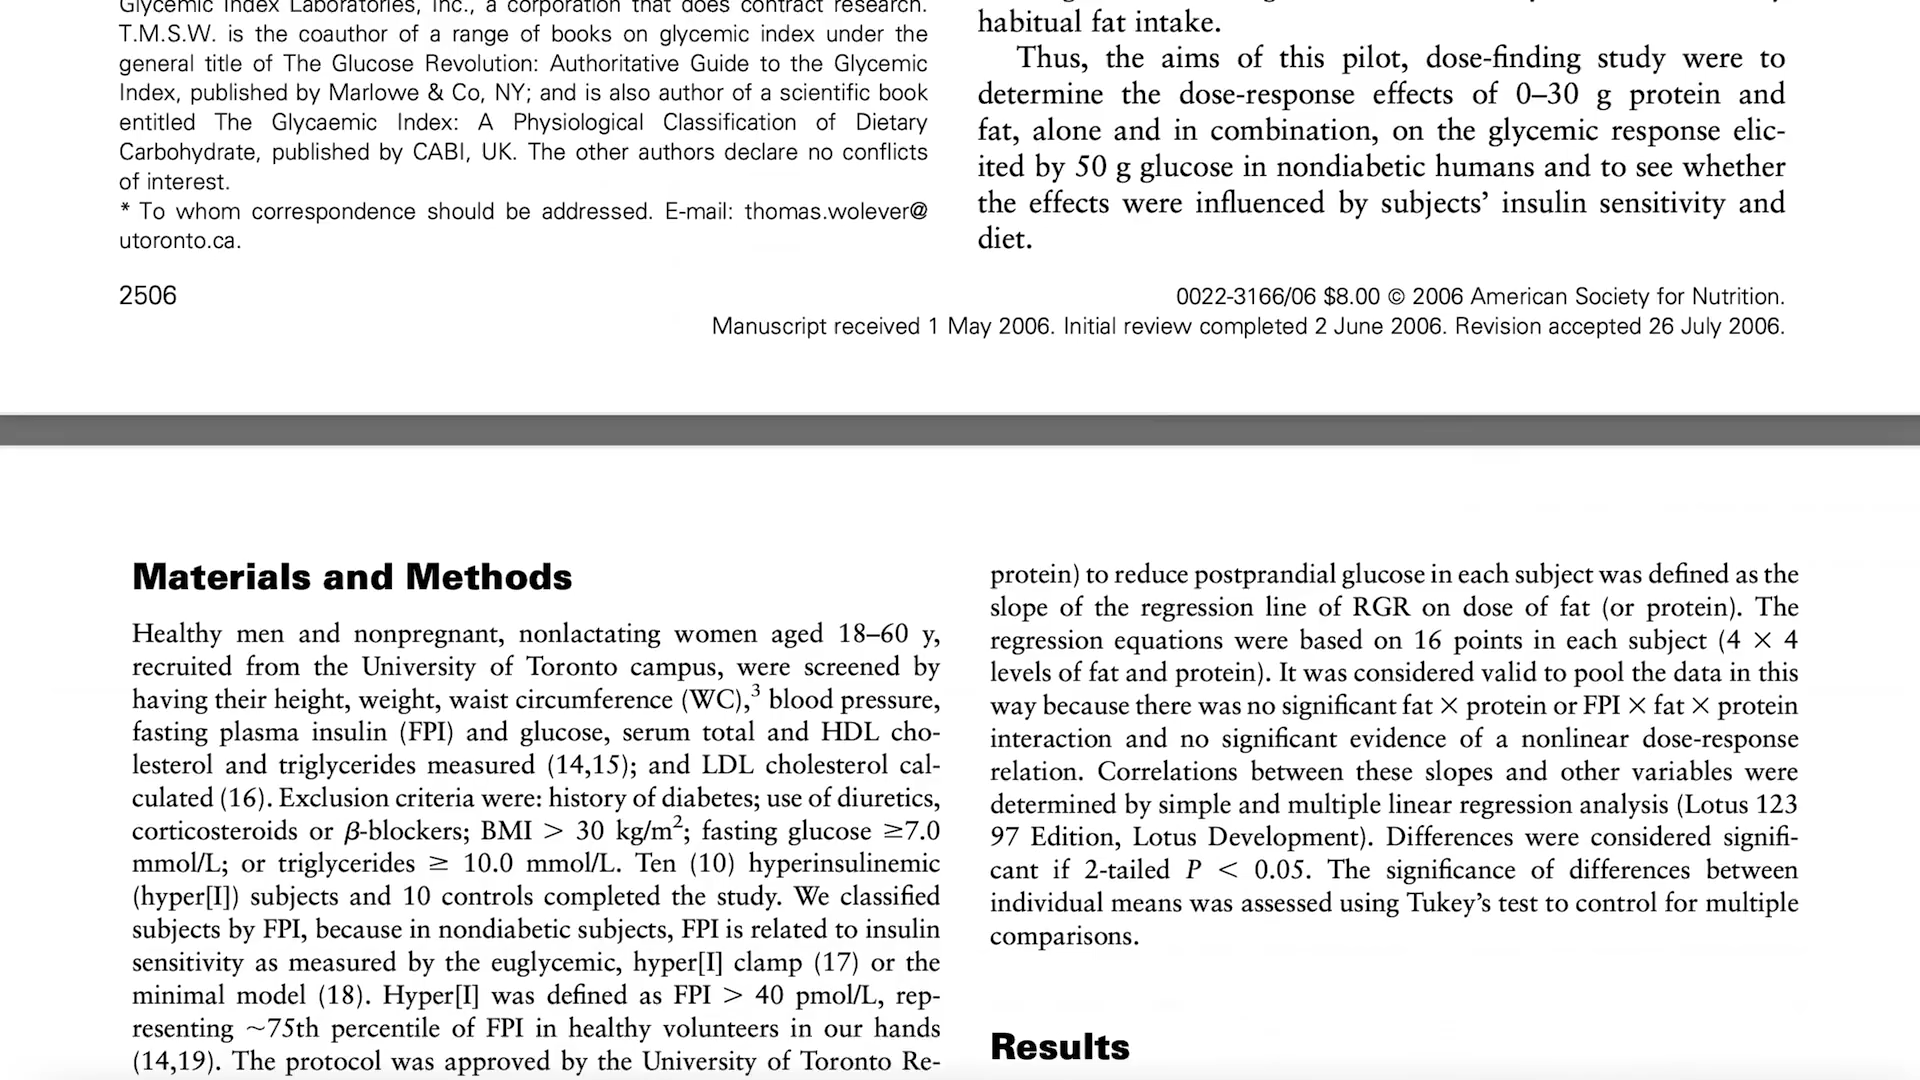 Glycemic Index Laboratories, Inc., a corporation that does contract research.
T.M.S.W. is the coauthor of a range of books on glycemic index under the
general title of The Glucose Revolution: Authoritative Guide to the Glycemic
Index, published by Marlowe & Co, NY; and is also author of a scientific book
entitled The Glycaemic Index: A Physiological Classification of Dietary
Carbohydrate, published by CABI, UK. The other authors declare no conflicts
of interest.
* To whom correspondence should be addressed. E-mail: thomas.wolever@
utoronto.ca.
habitual fat intake.
Thus, the aims of this pilot, dose-finding study were to
determine the dose-response effects of 0–30 g protein and
fat, alone and in combination, on the glycemic response elic-
ited by 50 g glucose in nondiabetic humans and to see whether
the effects were influenced by subjects' insulin sensitivity and
diet.
2506
0022-3166/06 $8.00 © 2006 American Society for Nutrition.
Manuscript received 1 May 2006. Initial review completed 2 June 2006. Revision accepted 26 July 2006.
Materials and Methods
Healthy men and nonpregnant, nonlactating women aged 18–60 y,
recruited from the University of Toronto campus, were screened by
having their height, weight, waist circumference (WC),³ blood pressure,
fasting plasma insulin (FPI) and glucose, serum total and HDL cho-
lesterol and triglycerides measured (14,15); and LDL cholesterol cal-
culated (16). Exclusion criteria were: history of diabetes; use of diuretics,
corticosteroids or β-blockers; BMI > 30 kg/m²; fasting glucose ≥7.0
mmol/L; or triglycerides ≥ 10.0 mmol/L. Ten (10) hyperinsulinemic
(hyper[I]) subjects and 10 controls completed the study. We classified
subjects by FPI, because in nondiabetic subjects, FPI is related to insulin
sensitivity as measured by the euglycemic, hyper[I] clamp (17) or the
minimal model (18). Hyper[I] was defined as FPI > 40 pmol/L, rep-
resenting ~75th percentile of FPI in healthy volunteers in our hands
(14,19). The protocol was approved by the University of Toronto Re-
protein) to reduce postprandial glucose in each subject was defined as the
slope of the regression line of RGR on dose of fat (or protein). The
regression equations were based on 16 points in each subject (4 × 4
levels of fat and protein). It was considered valid to pool the data in this
way because there was no significant fat × protein or FPI × fat × protein
interaction and no significant evidence of a nonlinear dose-response
relation. Correlations between these slopes and other variables were
determined by simple and multiple linear regression analysis (Lotus 123
97 Edition, Lotus Development). Differences were considered signifi-
cant if 2-tailed P < 0.05. The significance of differences between
individual means was assessed using Tukey's test to control for multiple
comparisons.
Results